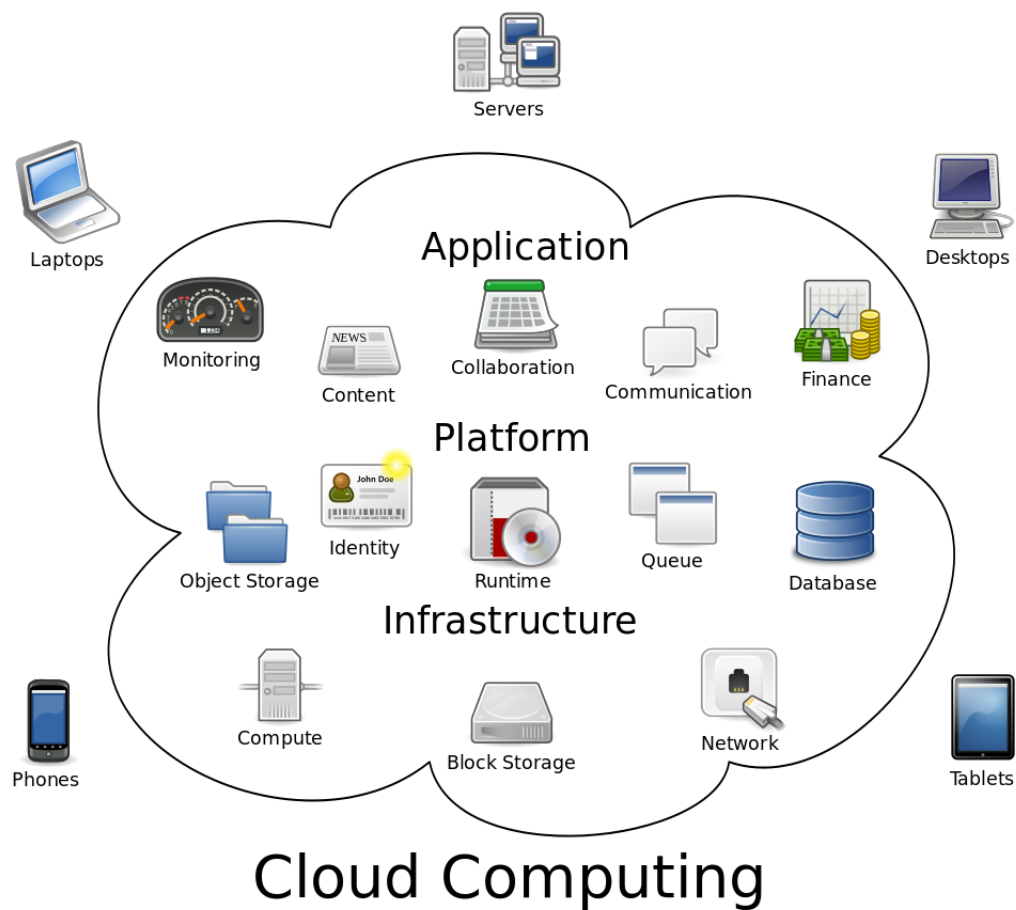 Servers
Laptops
Desktops
Application
Monitoring
NEWS
Content
Collaboration
Communication
Finance
Platform
John Doe
Object Storage
Identity
Runtime
Queue
Database
Infrastructure
Compute
Block Storage
Network
Phones
Tablets
Cloud Computing